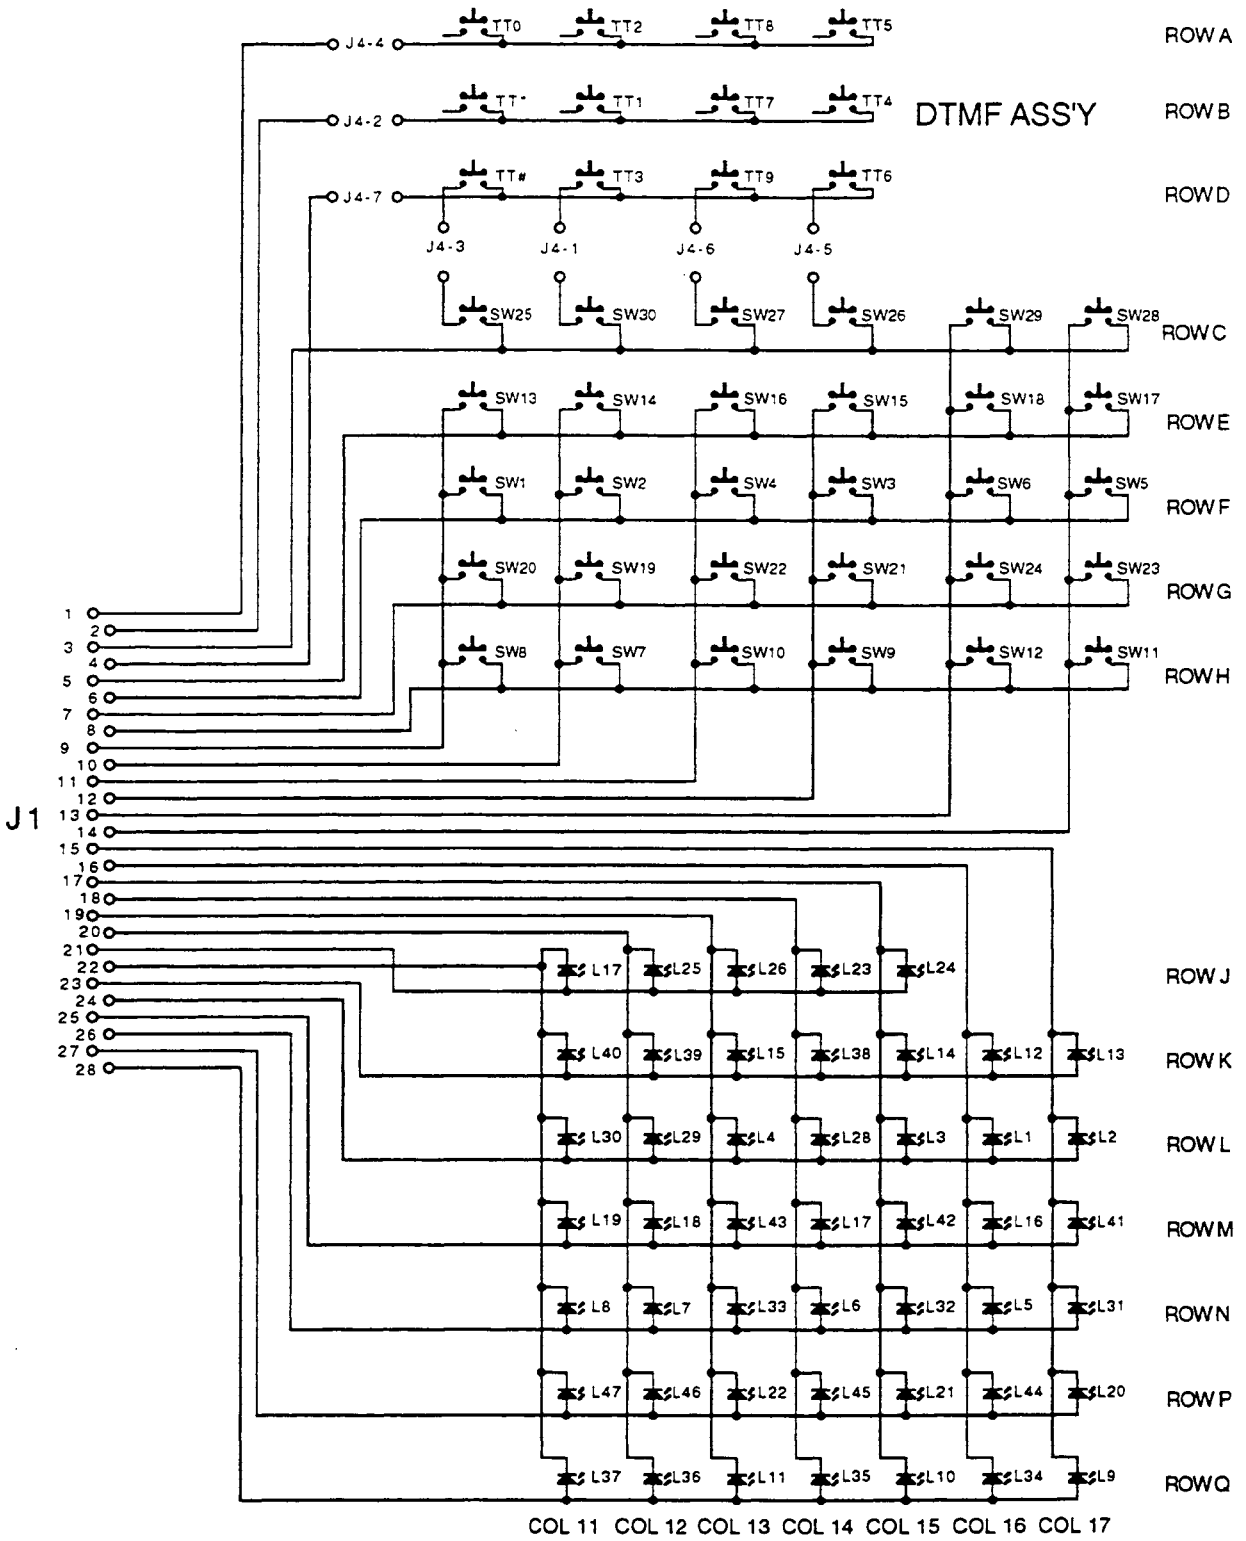 TT0 TT2 TT8 TT5 ROW A
J4-4
TT* TT1 TT7 TT4 DTMF ASS'Y ROW B
J4-2
TT# TT3 TT9 TT6 ROW D
J4-7
J4-3 J4-1 J4-6 J4-5
SW25 SW30 SW27 SW26 SW29 SW28 ROW C
SW13 SW14 SW16 SW15 SW18 SW17 ROW E
SW1 SW2 SW4 SW3 SW6 SW5 ROW F
SW20 SW19 SW22 SW21 SW24 SW23 ROW G
SW8 SW7 SW10 SW9 SW12 SW11 ROW H
J1
1
2
3
4
5
6
7
8
9
10
11
12
13
14
15
16
17
18
19
20
21
22
23
24
25
26
27
28
L17 L25 L26 L23 L24 ROW J
L40 L39 L15 L38 L14 L12 L13 ROW K
L30 L29 L4 L28 L3 L1 L2 ROW L
L19 L18 L43 L17 L42 L16 L41 ROW M
L8 L7 L33 L6 L32 L5 L31 ROW N
L47 L46 L22 L45 L21 L44 L20 ROW P
L37 L36 L11 L35 L10 L34 L9 ROW Q
COL 11 COL 12 COL 13 COL 14 COL 15 COL 16 COL 17